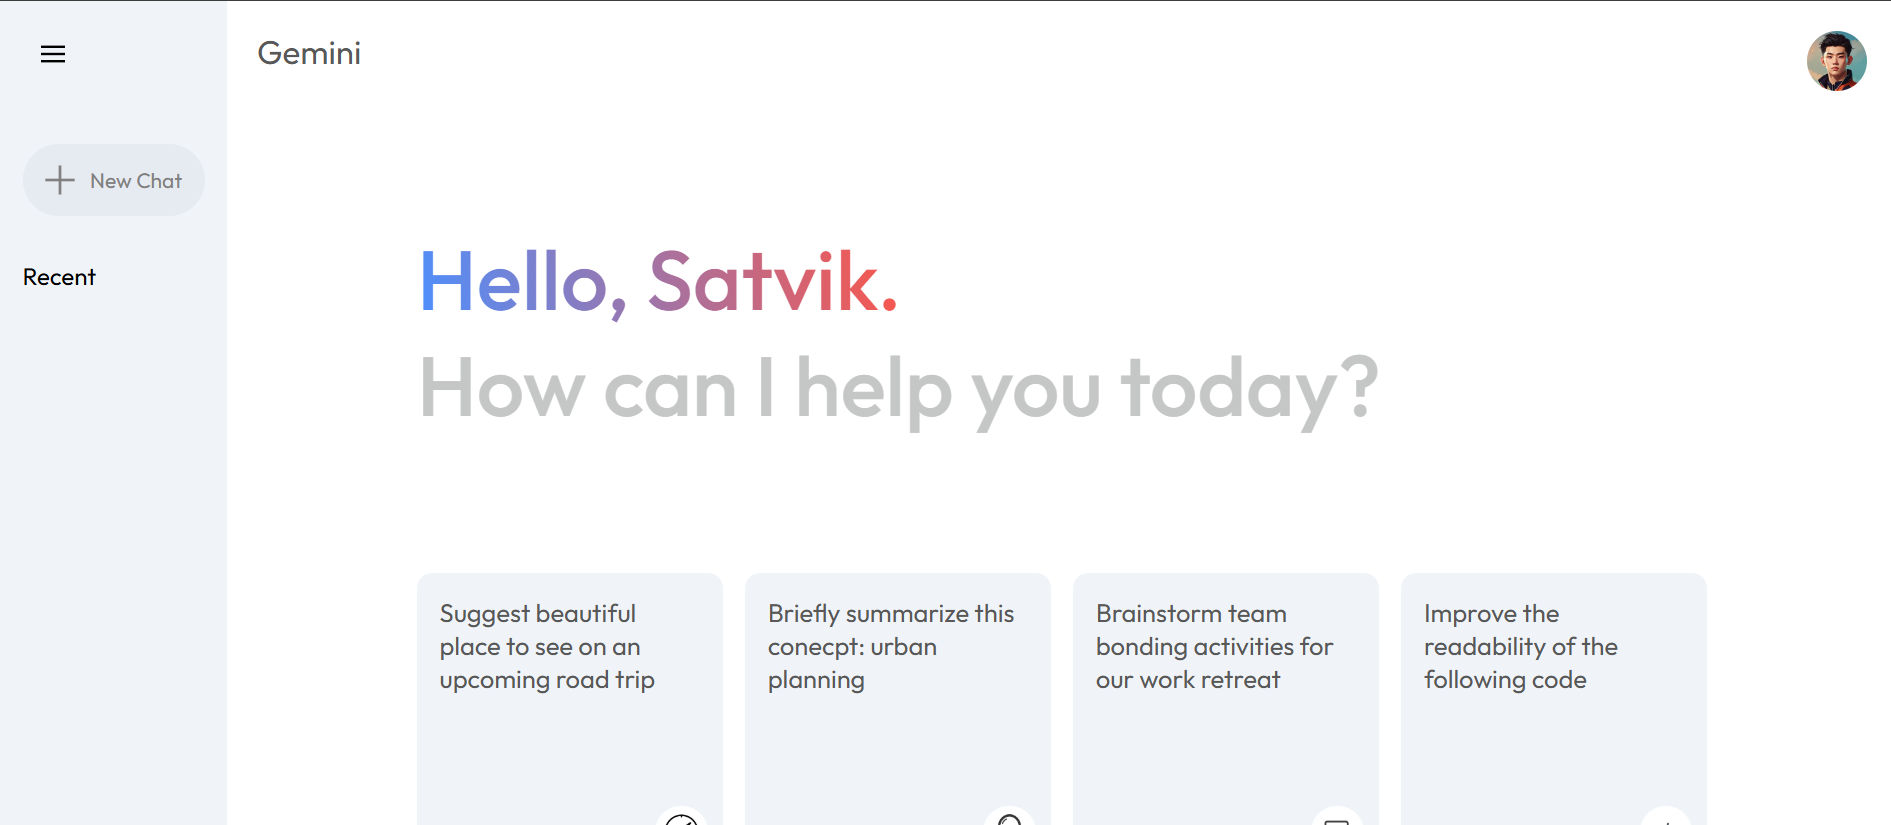 Gemini
New Chat
Recent
Hello, Satvik.
How can I help you today?
Suggest beautiful
place to see on an
upcoming road trip
Briefly summarize this
conecpt: urban
planning
Brainstorm team
bonding activities for
our work retreat
Improve the
readability of the
following code